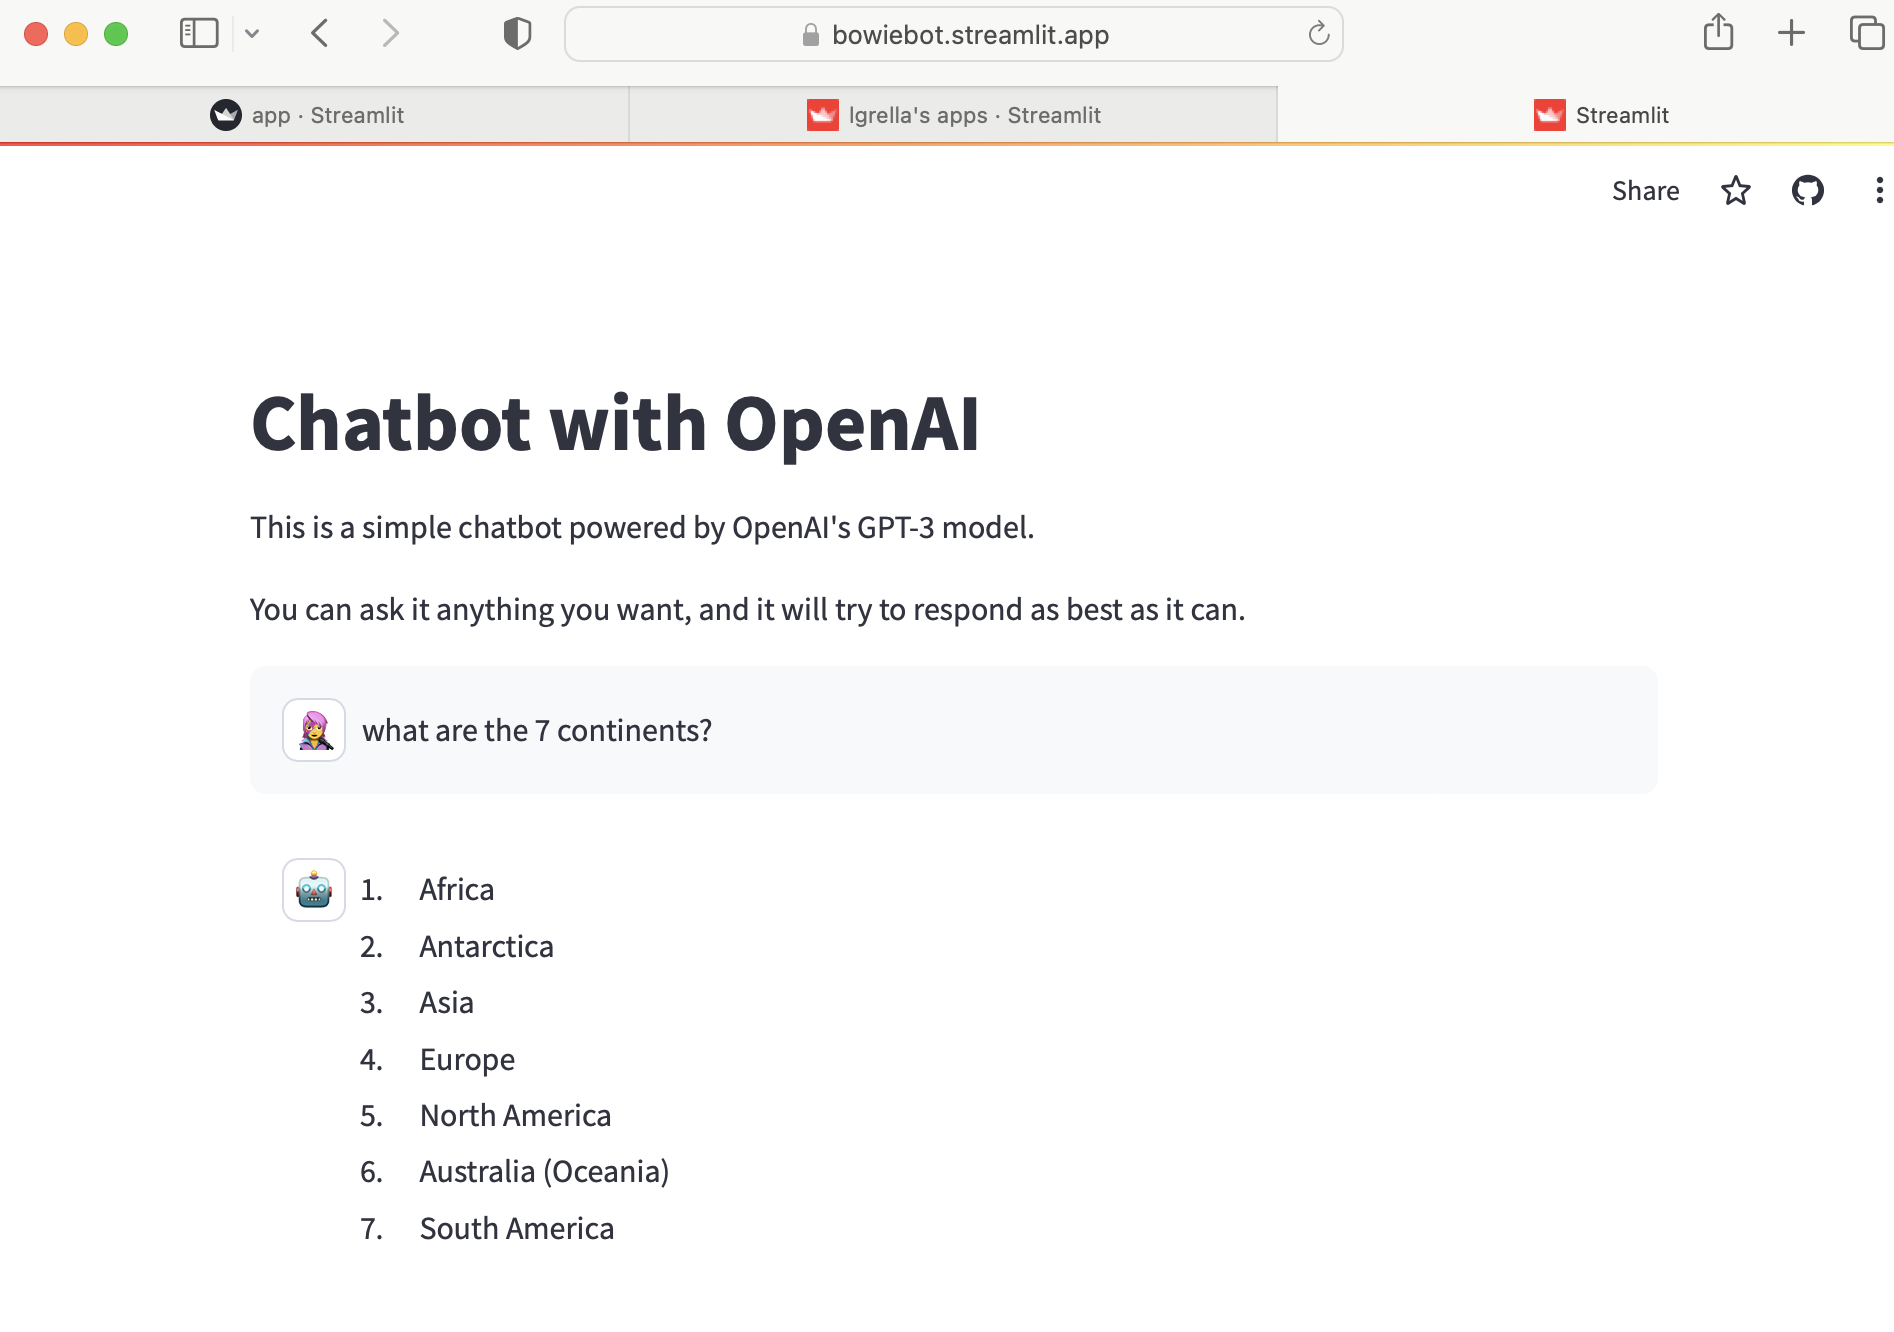 bowiebot.streamlit.app
app · Streamlit
lgrella's apps · Streamlit
Streamlit
Share
Chatbot with OpenAI
This is a simple chatbot powered by OpenAI's GPT-3 model.
You can ask it anything you want, and it will try to respond as best as it can.
what are the 7 continents?
1. Africa
2. Antarctica
3. Asia
4. Europe
5. North America
6. Australia (Oceania)
7. South America